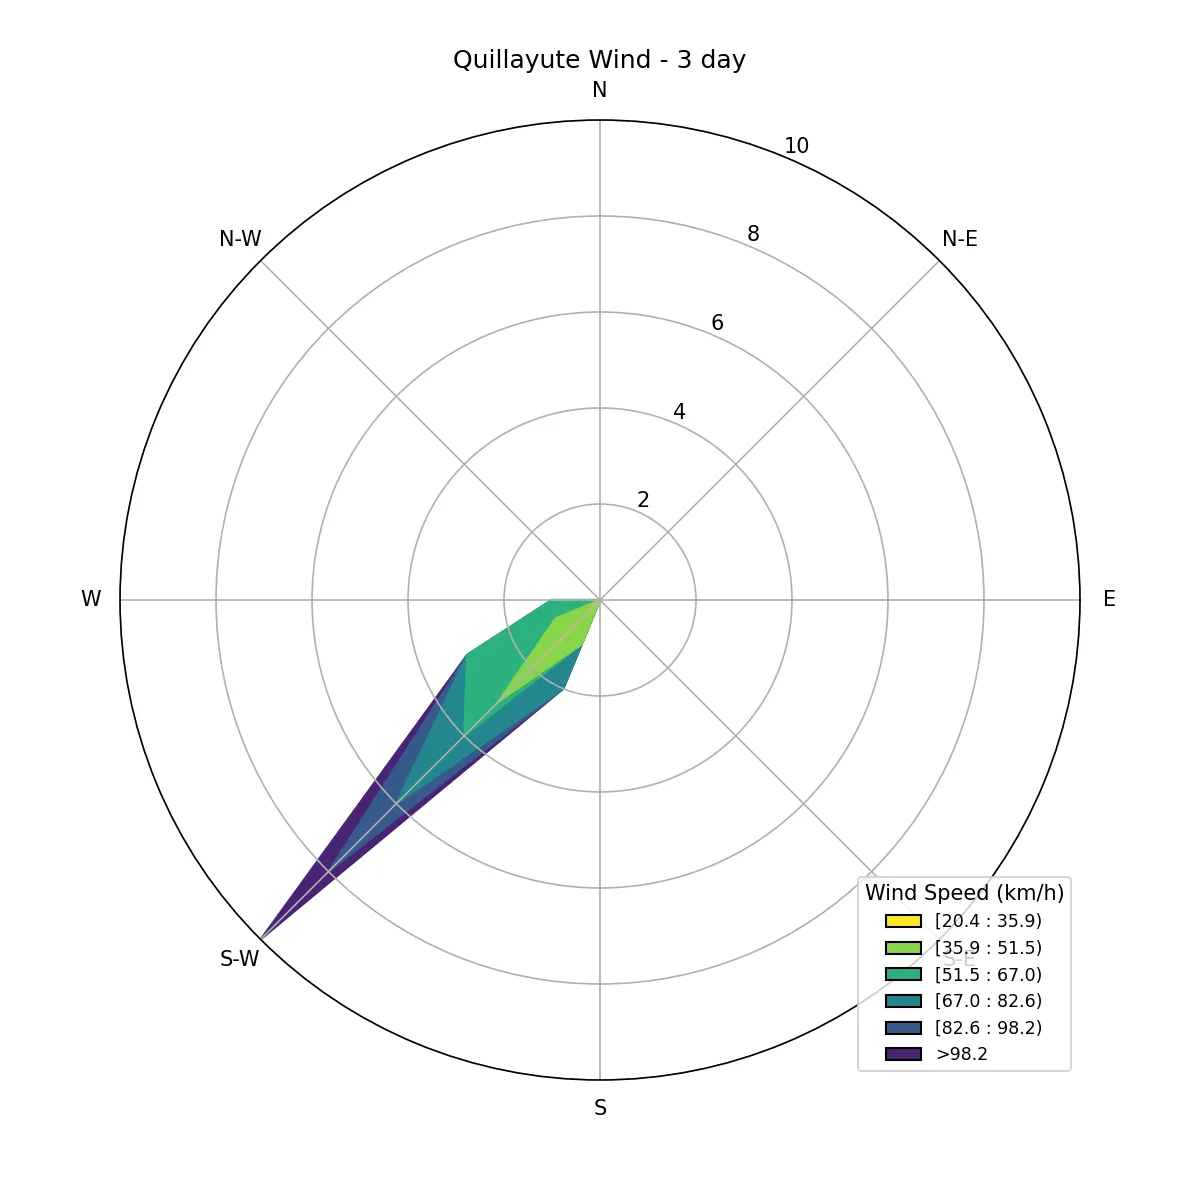 Quillayute Wind - 3 day
N
10
N-W
8
N-E
6
4
2
W
E
S-W
S-E
S
Wind Speed (km/h)
[20.4 : 35.9)
[35.9 : 51.5)
[51.5 : 67.0)
[67.0 : 82.6)
[82.6 : 98.2)
>98.2